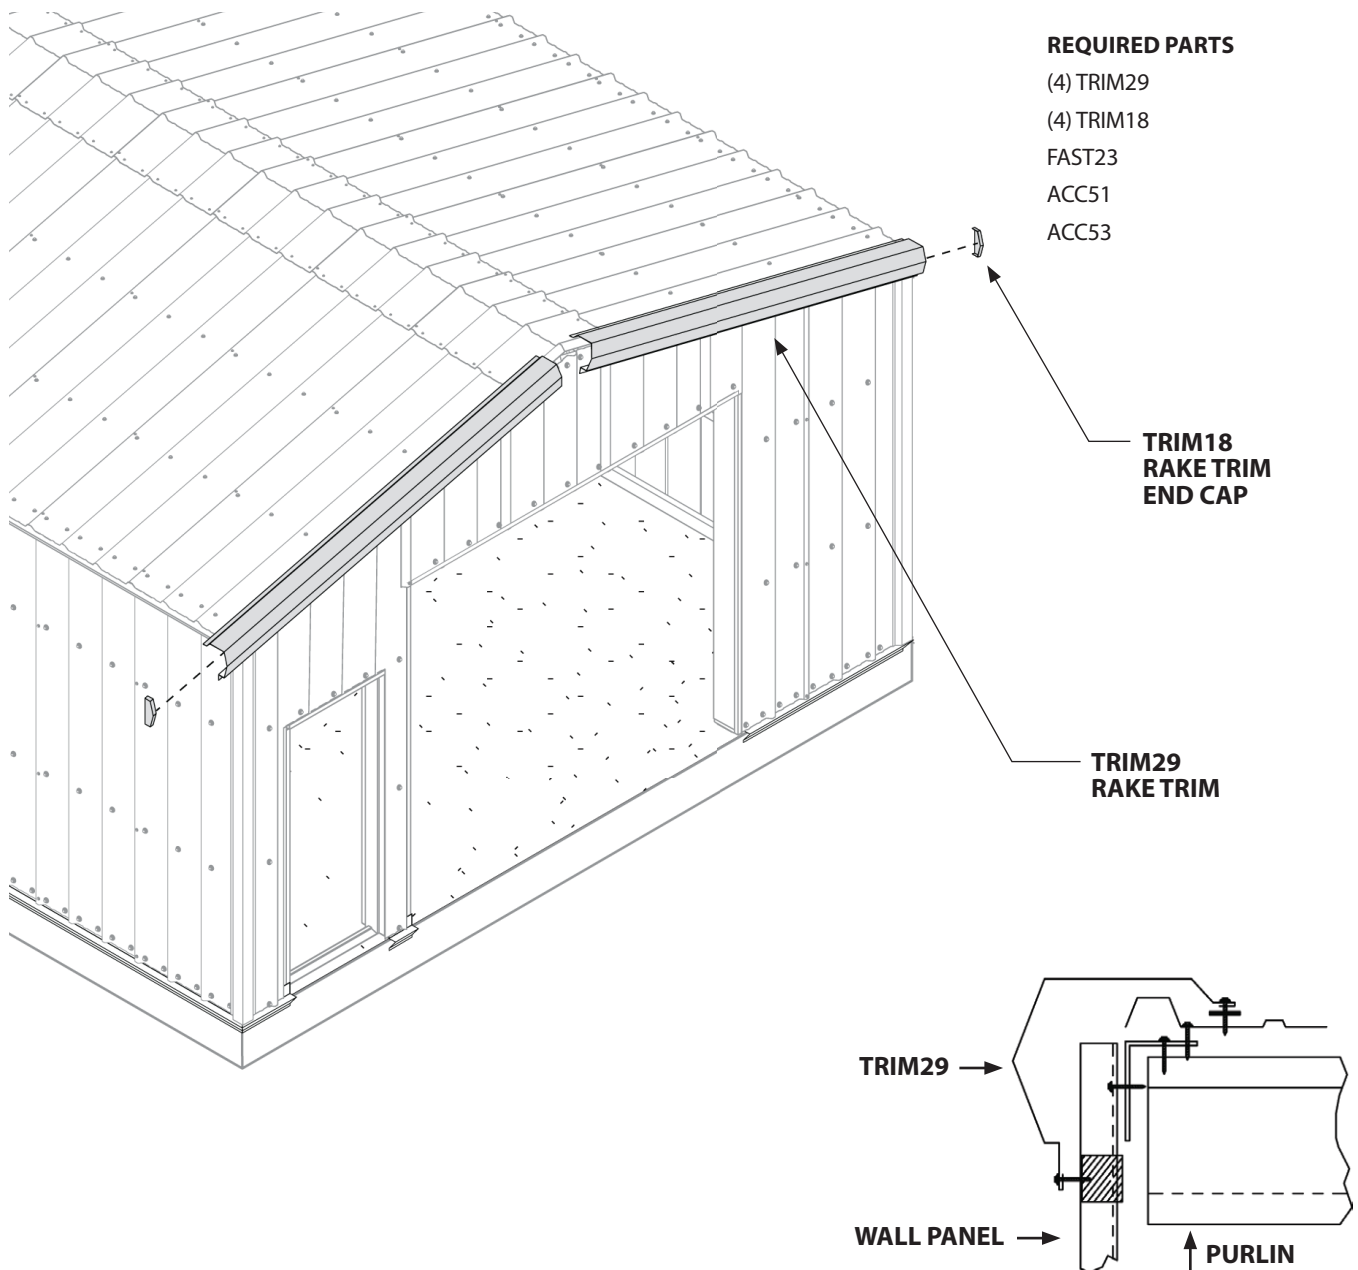 REQUIRED PARTS
(4) TRIM29
(4) TRIM18
FAST23
ACC51
ACC53
TRIM18
RAKE TRIM
END CAP
TRIM29
RAKE TRIM
TRIM29
WALL PANEL
PURLIN